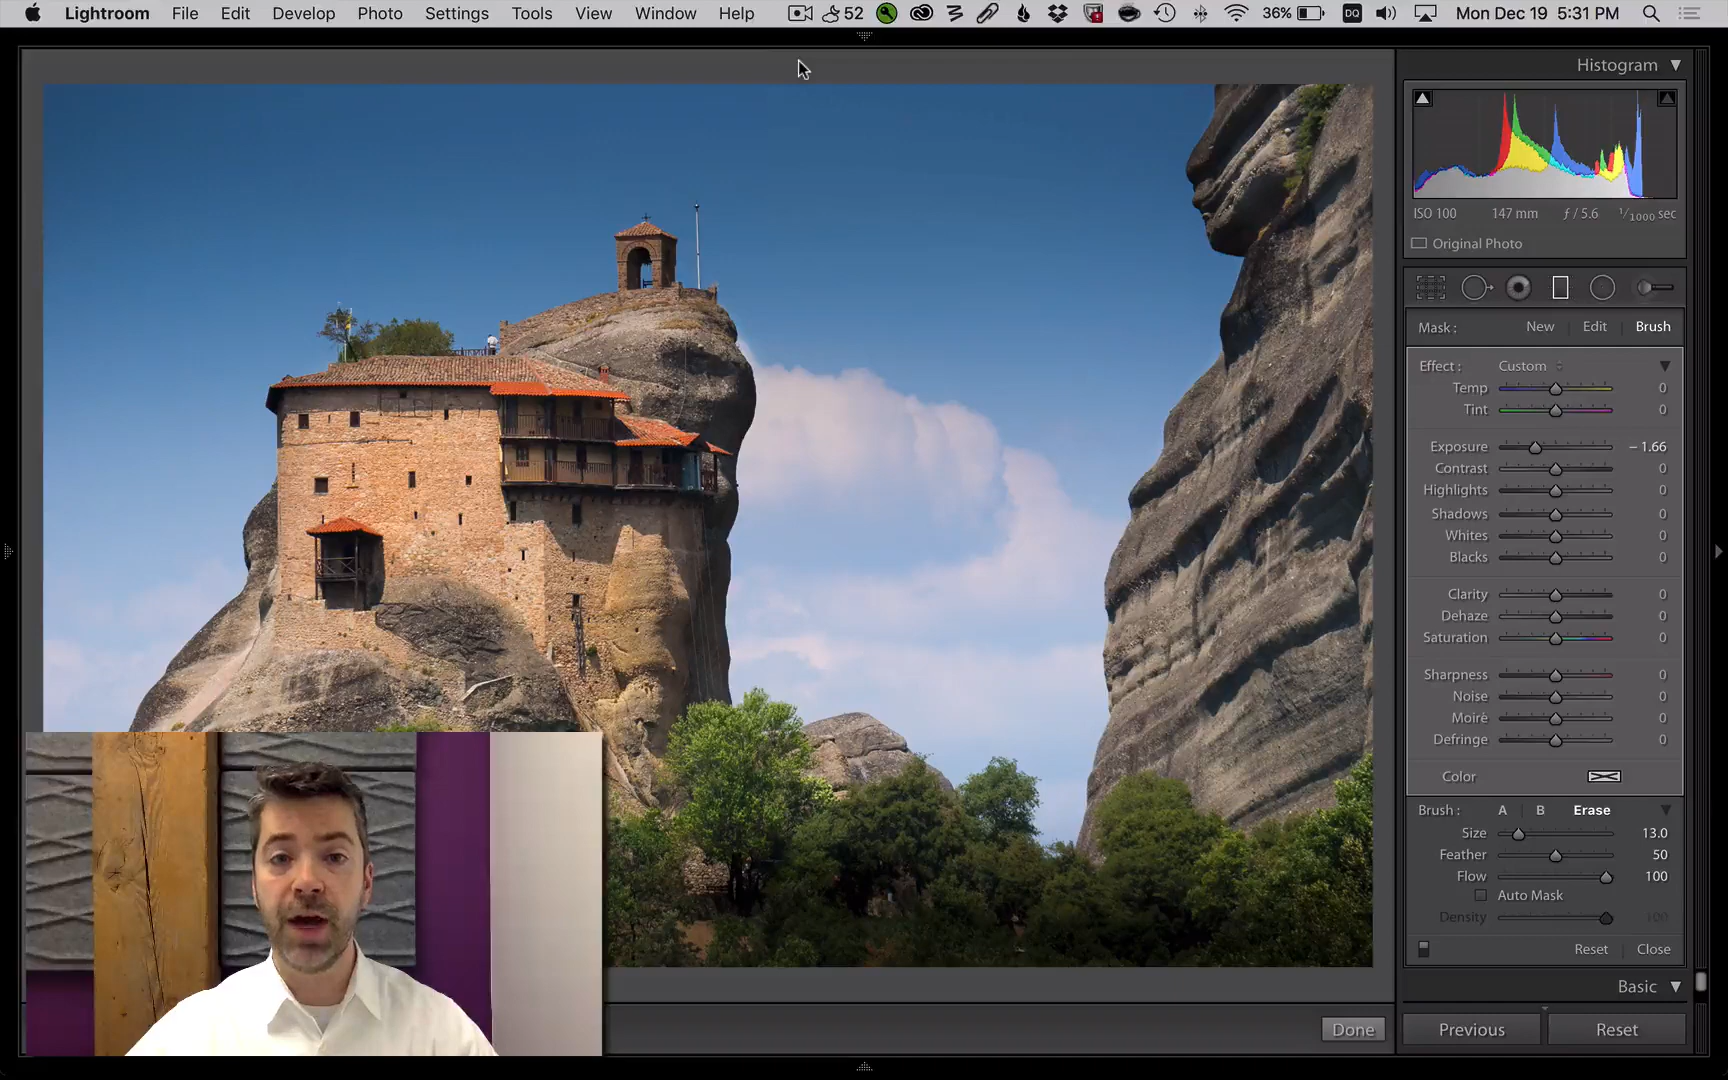 Lightroom File Edit Develop Photo Settings Tools View Window Help 52 36% DQ Mon Dec 19 5:31 PM
Histogram
ISO 100 147 mm ƒ / 5.6 1/1000 sec
Original Photo
Mask : New Edit Brush
Effect : Custom
Temp 0
Tint 0
Exposure – 1.66
Contrast 0
Highlights 0
Shadows 0
Whites 0
Blacks 0
Clarity 0
Dehaze 0
Saturation 0
Sharpness 0
Noise 0
Moiré 0
Defringe 0
Color
Brush : A B Erase
Size 13.0
Feather 50
Flow 100
Auto Mask
Density 100
Reset Close
Basic
Done Previous Reset